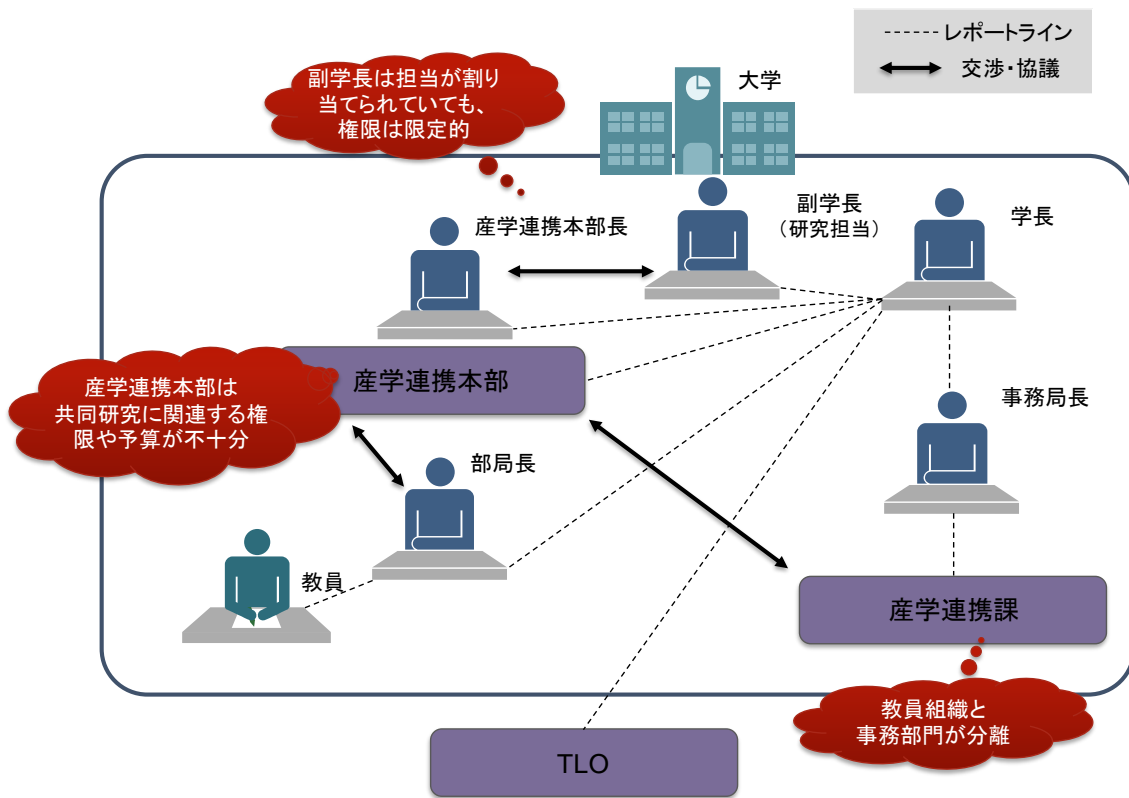 レポートライン
交渉・協議
副学長は担当が割り
当てられていても、
権限は限定的
大学
産学連携本部長
副学長
（研究担当）
学長
産学連携本部
産学連携本部は
共同研究に関連する権
限や予算が不十分
事務局長
部局長
教員
産学連携課
教員組織と
事務部門が分離
TLO